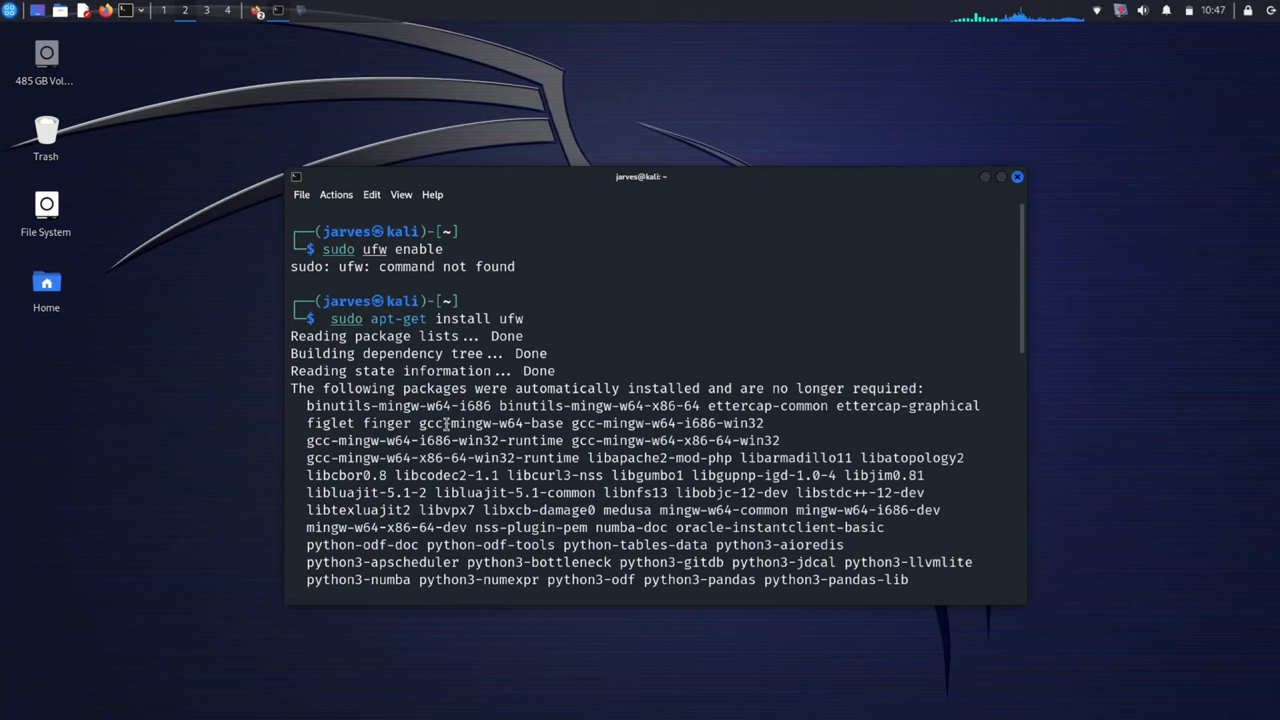 1 2 3 4
2
10:47
485 GB Vol...
Trash
File System
Home
jarves@kali: ~
File Actions Edit View Help
┌──(jarves㉿kali)-[~]
└─$ sudo ufw enable
sudo: ufw: command not found
┌──(jarves㉿kali)-[~]
└─$ sudo apt-get install ufw
Reading package lists... Done
Building dependency tree... Done
Reading state information... Done
The following packages were automatically installed and are no longer required:
binutils-mingw-w64-i686 binutils-mingw-w64-x86-64 ettercap-common ettercap-graphical
figlet finger gcc-mingw-w64-base gcc-mingw-w64-i686-win32
gcc-mingw-w64-i686-win32-runtime gcc-mingw-w64-x86-64-win32
gcc-mingw-w64-x86-64-win32-runtime libapache2-mod-php libarmadillo11 libatopology2
libcbor0.8 libcodec2-1.1 libcurl3-nss libgumbo1 libgupnp-igd-1.0-4 libjim0.81
libluajit-5.1-2 libluajit-5.1-common libnfs13 libobjc-12-dev libstdc++-12-dev
libtexluajit2 libvpx7 libxcb-damage0 medusa mingw-w64-common mingw-w64-i686-dev
mingw-w64-x86-64-dev nss-plugin-pem numba-doc oracle-instantclient-basic
python-odf-doc python-odf-tools python-tables-data python3-aioredis
python3-apscheduler python3-bottleneck python3-gitdb python3-jdcal python3-llvmlite
python3-numba python3-numexpr python3-odf python3-pandas python3-pandas-lib